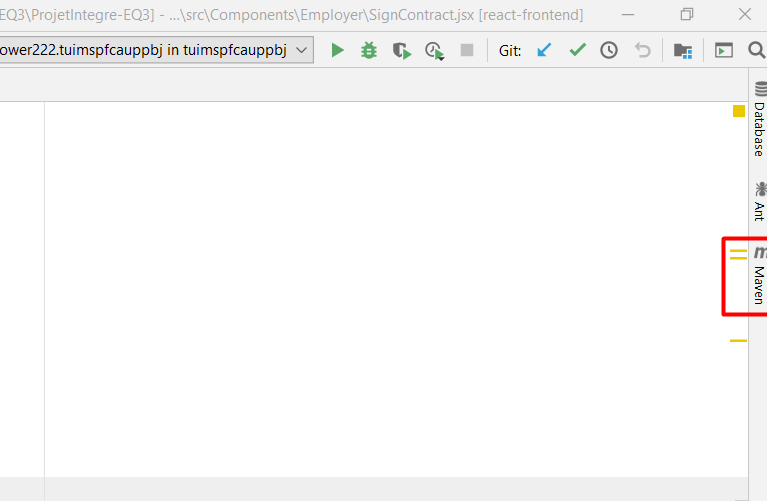 EQ3\ProjetIntegre-EQ3] - ...\src\Components\Employer\SignContract.jsx [react-frontend]
ower222.tuimspfcauppbj in tuimspfcauppbj
Git:
Database
Ant
m
Maven